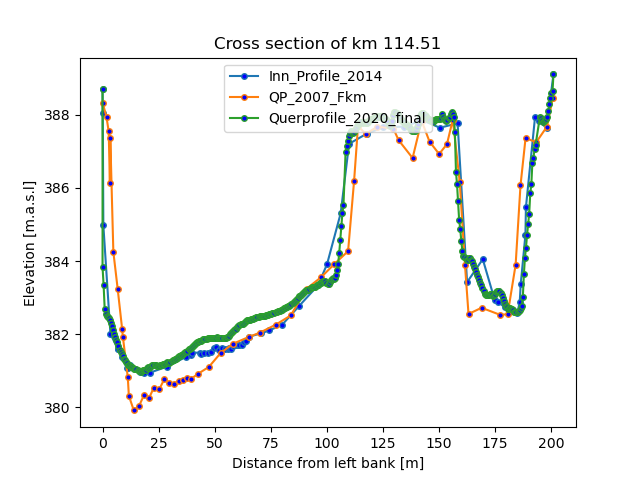 Cross section of km 114.51
Inn_Profile_2014
QP_2007_Fkm
Querprofile_2020_final
Elevation [m.a.s.l]
388
386
384
382
380
0 25 50 75 100 125 150 175 200
Distance from left bank [m]